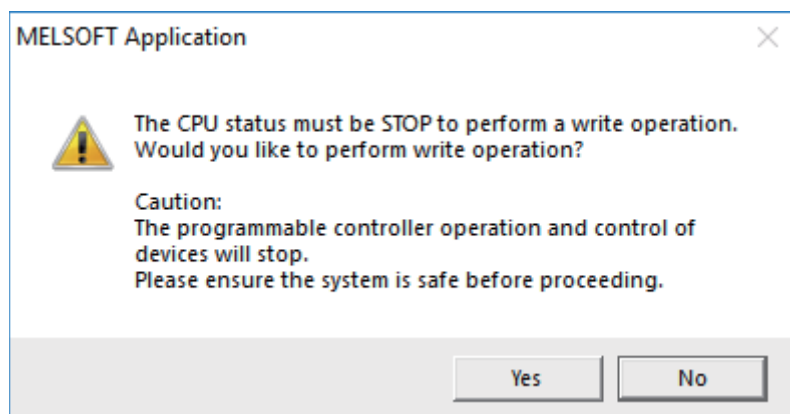 MELSOFT Application
The CPU status must be STOP to perform a write operation.
Would you like to perform write operation?
Caution:
The programmable controller operation and control of
devices will stop.
Please ensure the system is safe before proceeding.
Yes
No